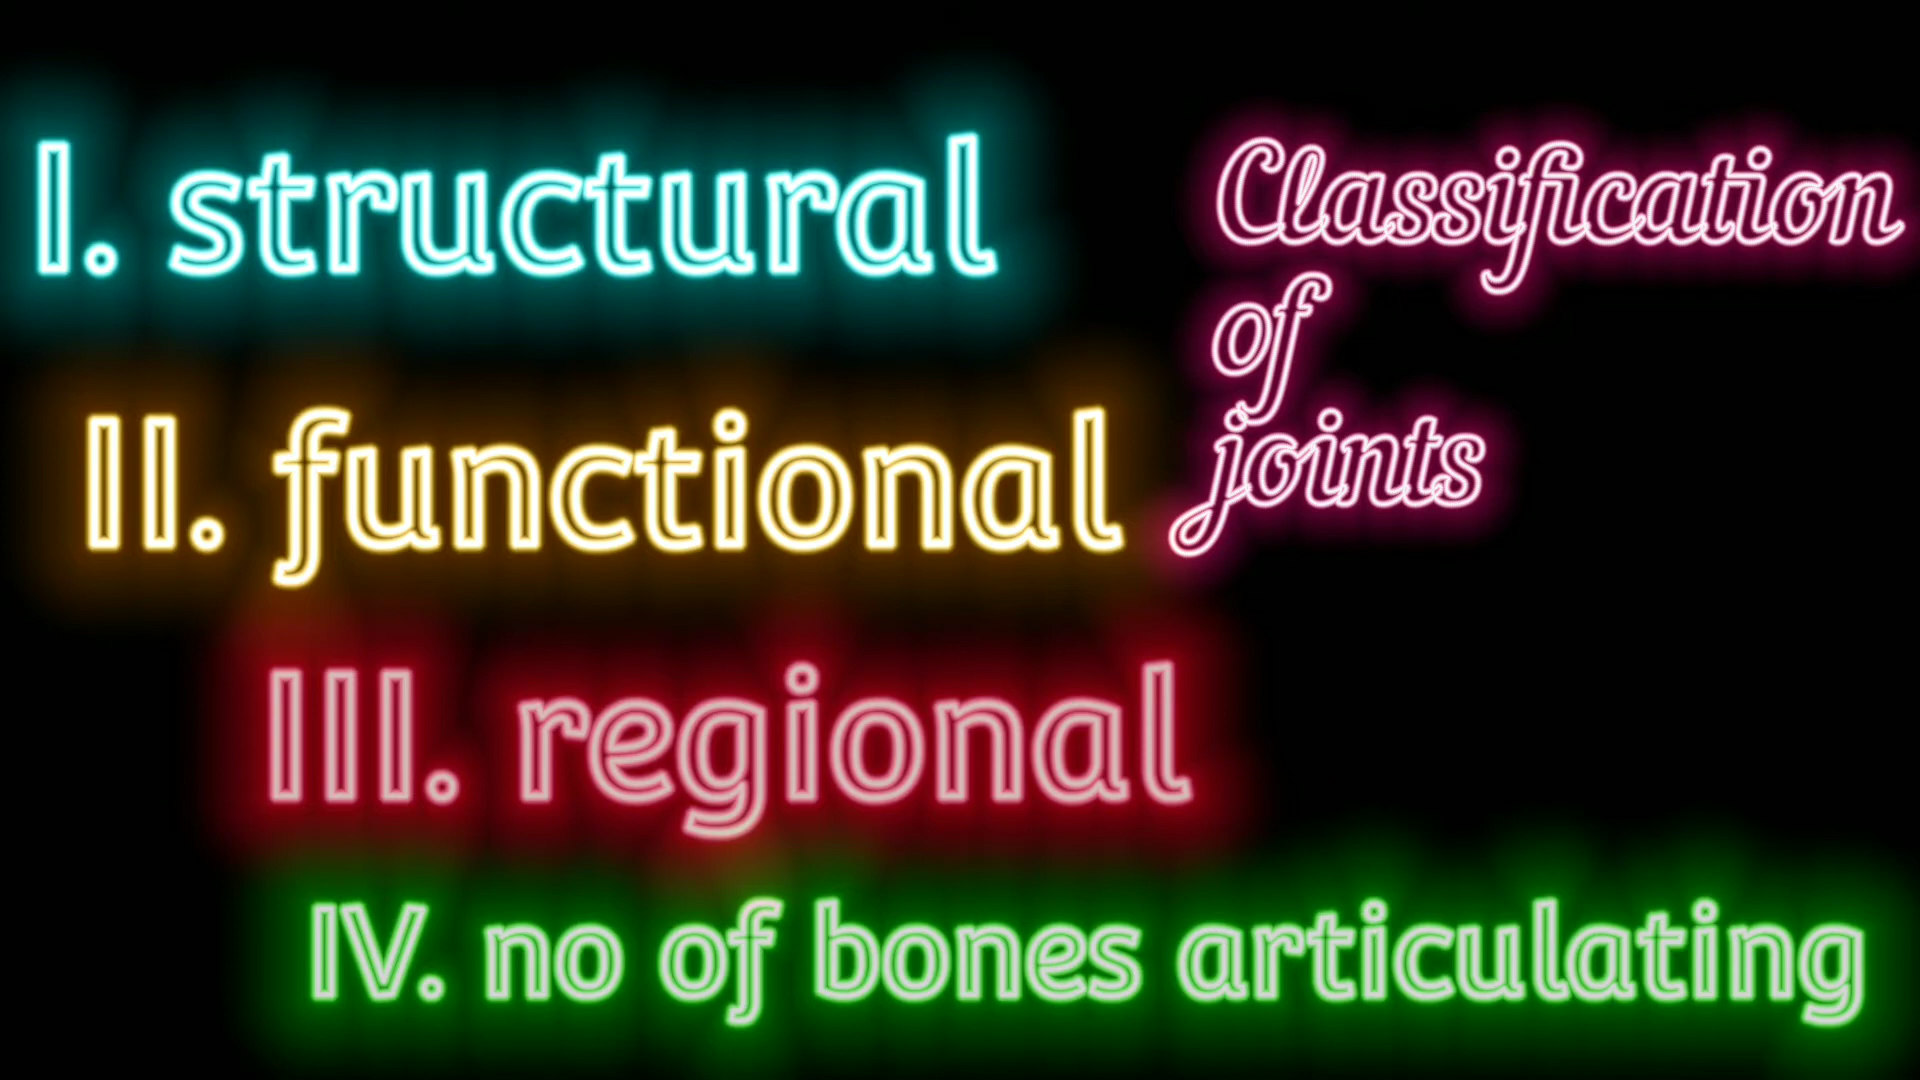 I. structural
Classification
of
joints
II. functional
III. regional
IV. no of bones articulating